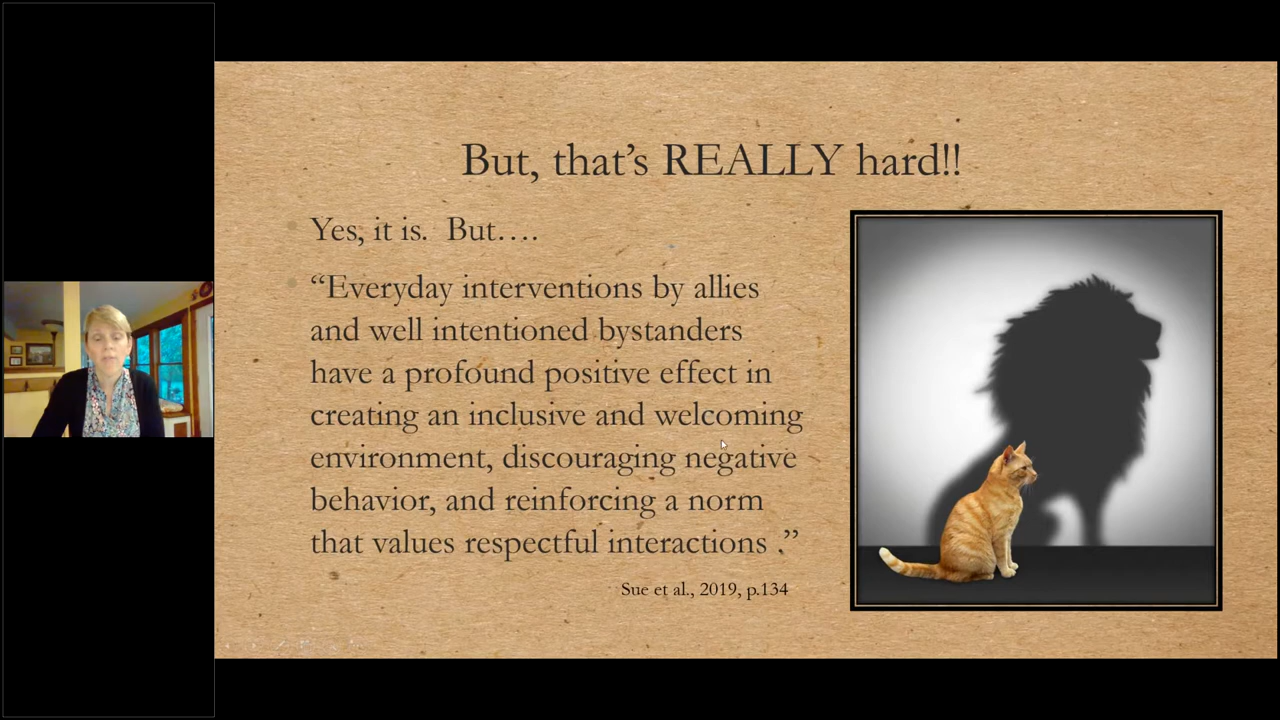 But, that’s REALLY hard!!
Yes, it is.  But….
“Everyday interventions by allies
and well intentioned bystanders
have a profound positive effect in
creating an inclusive and welcoming
environment, discouraging negative
behavior, and reinforcing a norm
that values respectful interactions .”
Sue et al., 2019, p.134